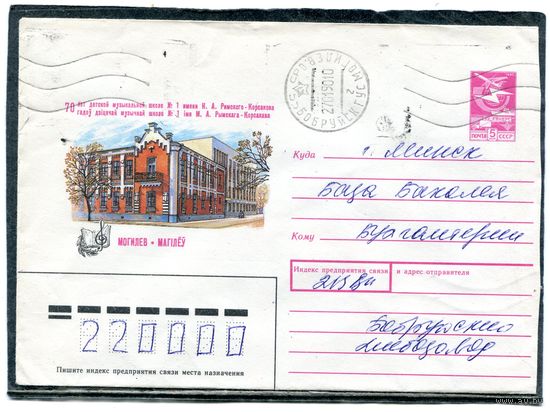 70 лет детской музыкальной школе № 1 имени Н. А. Римского-Корсакова
гадоў дзіцячай музычнай школе № 1 імя М. А. Рымскага-Корсакава
МОГИЛЕВ • МАГІЛЁЎ
БОБРУЙСК
ПОЧТА 5 СССР
Куда г. Минск
База Бакалея
Кому Бухгалтерии
Индекс предприятия связи и адрес отправителя
220000
Пишите индекс предприятия связи места назначения